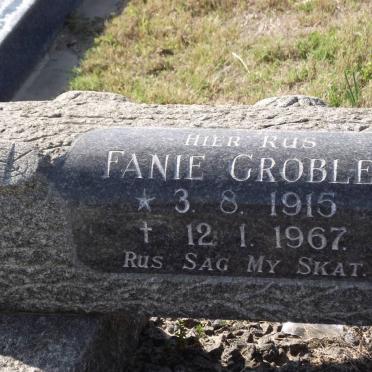 HIER RUS
FANIE GROBLE
* 3. 8. 1915
† 12. 1. 1967.
RUS SAG MY SKAT.